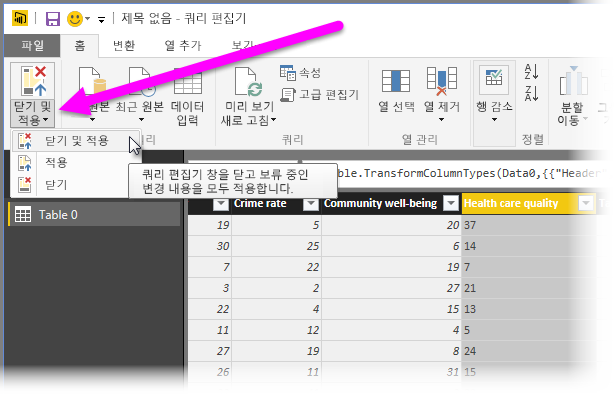 제목 없음 - 쿼리 편집기
파일 홈 변환 열 추가 보기
닫기 및
적용
원본
최근 원본
데이터
입력
미리 보기
새로 고침
속성
고급 편집기
열 선택
열 제거
행 감소
분할
이동
쿼리
열 관리
정렬
닫기 및 적용
적용
닫기
쿼리 편집기 창을 닫고 보류 중인
변경 내용을 모두 적용합니다.
ble.TransformColumnTypes(Data0,{{"Header"
Table 0
Crime rate Community well-being Health care quality
19 5 20 37
30 25 6 14
7 22 19 7
3 2 27 21
22 4 15 13
11 12 4 5
27 19 8 24
26 11 31 15